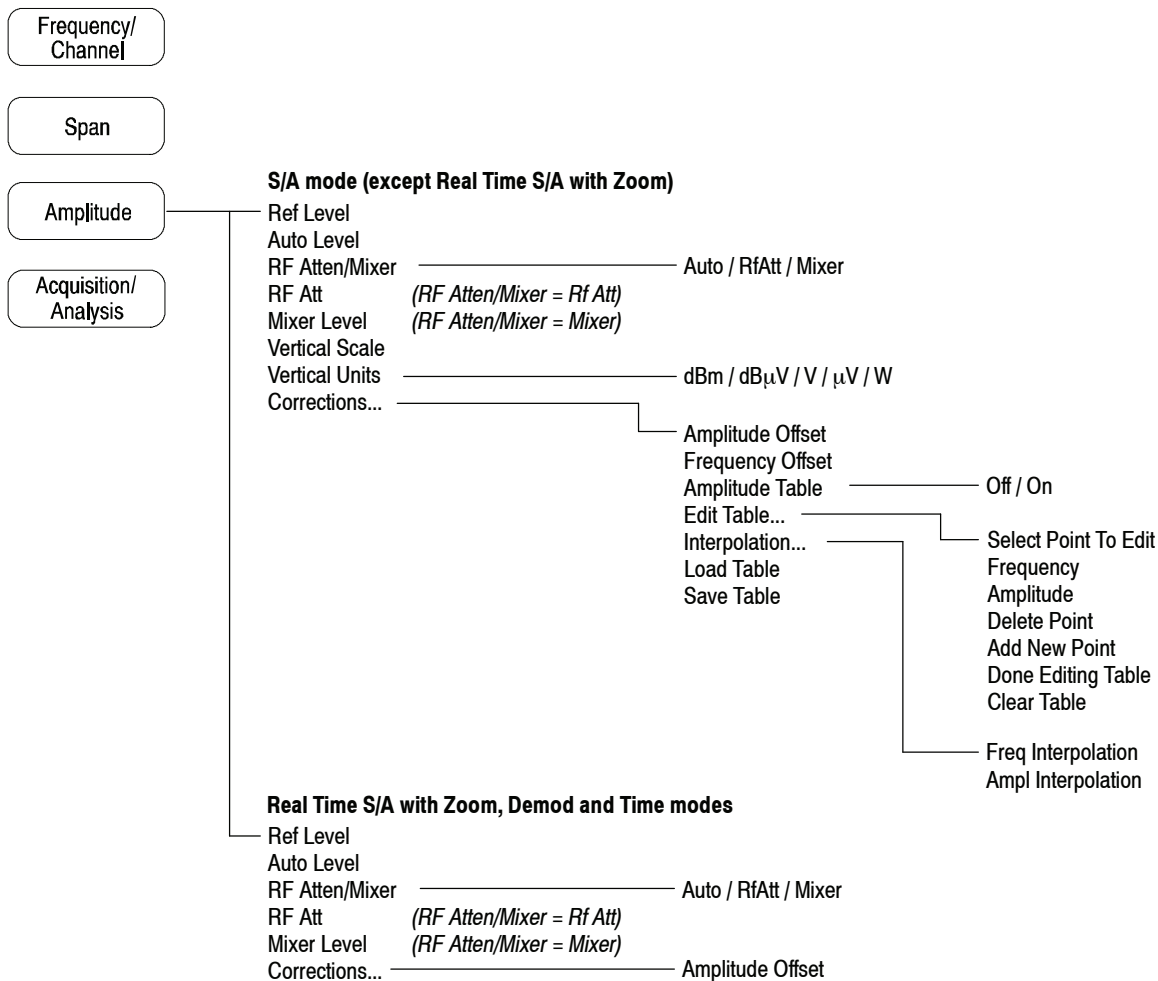 Frequency/
Channel
Span
Amplitude
Acquisition/
Analysis
S/A mode (except Real Time S/A with Zoom)
Ref Level
Auto Level
RF Atten/Mixer Auto / RfAtt / Mixer
RF Att (RF Atten/Mixer = Rf Att)
Mixer Level (RF Atten/Mixer = Mixer)
Vertical Scale
Vertical Units dBm / dBμV / V / μV / W
Corrections...
Amplitude Offset
Frequency Offset
Amplitude Table Off / On
Edit Table...
Interpolation...
Load Table
Save Table
Select Point To Edit
Frequency
Amplitude
Delete Point
Add New Point
Done Editing Table
Clear Table
Freq Interpolation
Ampl Interpolation
Real Time S/A with Zoom, Demod and Time modes
Ref Level
Auto Level
RF Atten/Mixer Auto / RfAtt / Mixer
RF Att (RF Atten/Mixer = Rf Att)
Mixer Level (RF Atten/Mixer = Mixer)
Corrections... Amplitude Offset